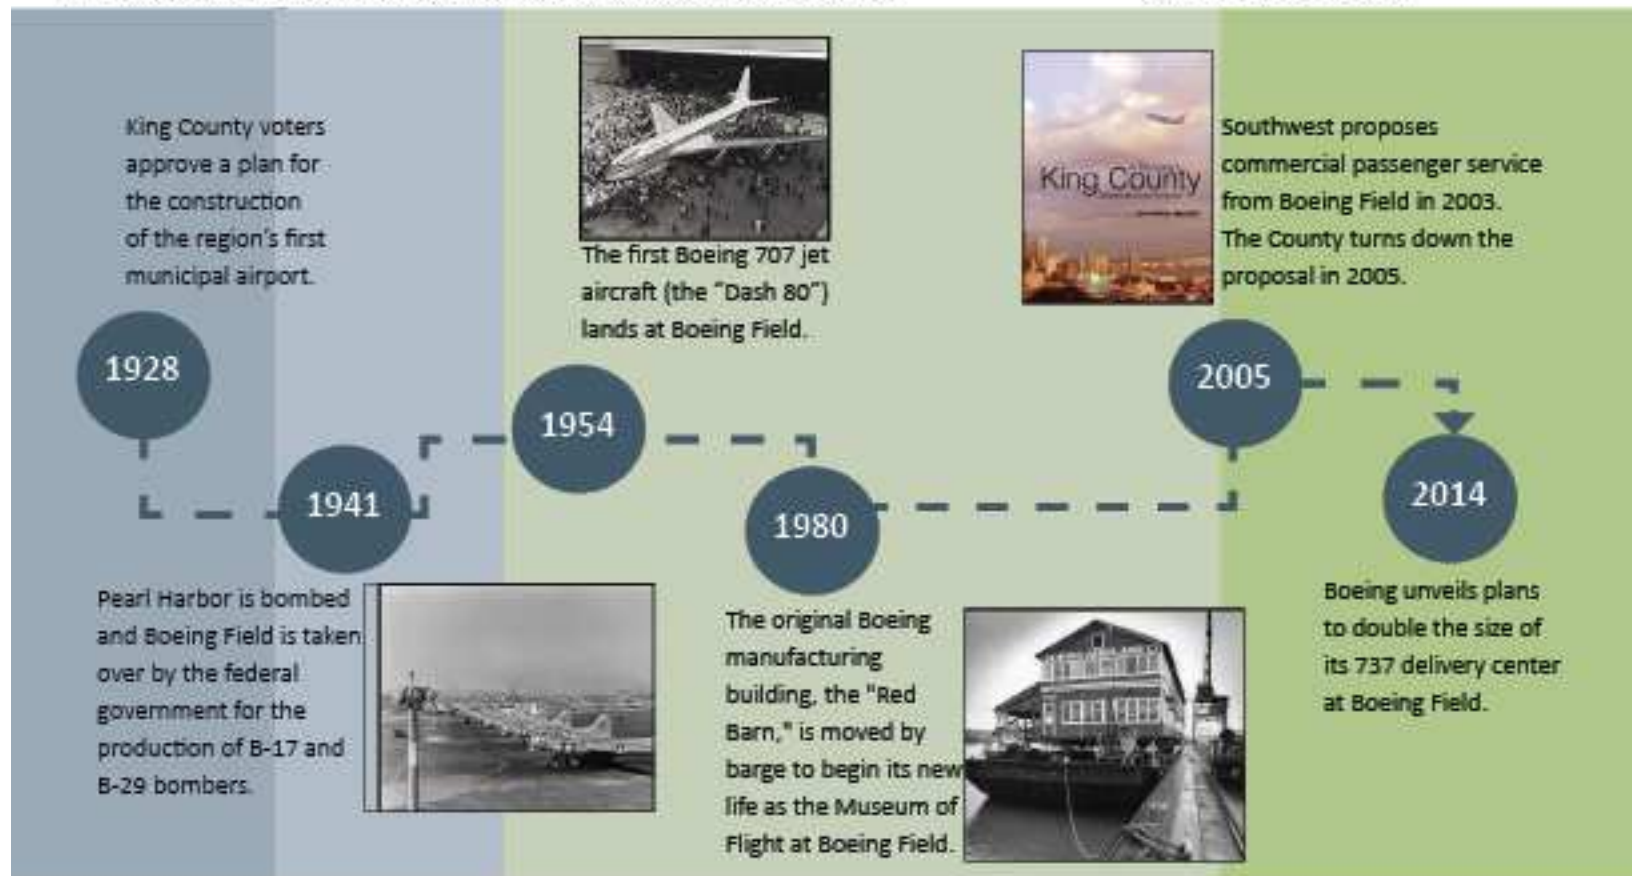 King County voters
approve a plan for
the construction
of the region's first
municipal airport.
1928
1941
Pearl Harbor is bombed
and Boeing Field is taken
over by the federal
government for the
production of B-17 and
B-29 bombers.
The first Boeing 707 jet
aircraft (the "Dash 80")
lands at Boeing Field.
1954
1980
The original Boeing
manufacturing
building, the "Red
Barn," is moved by
barge to begin its new
life as the Museum of
Flight at Boeing Field.
King County
Southwest proposes
commercial passenger service
from Boeing Field in 2003.
The County turns down the
proposal in 2005.
2005
2014
Boeing unveils plans
to double the size of
its 737 delivery center
at Boeing Field.